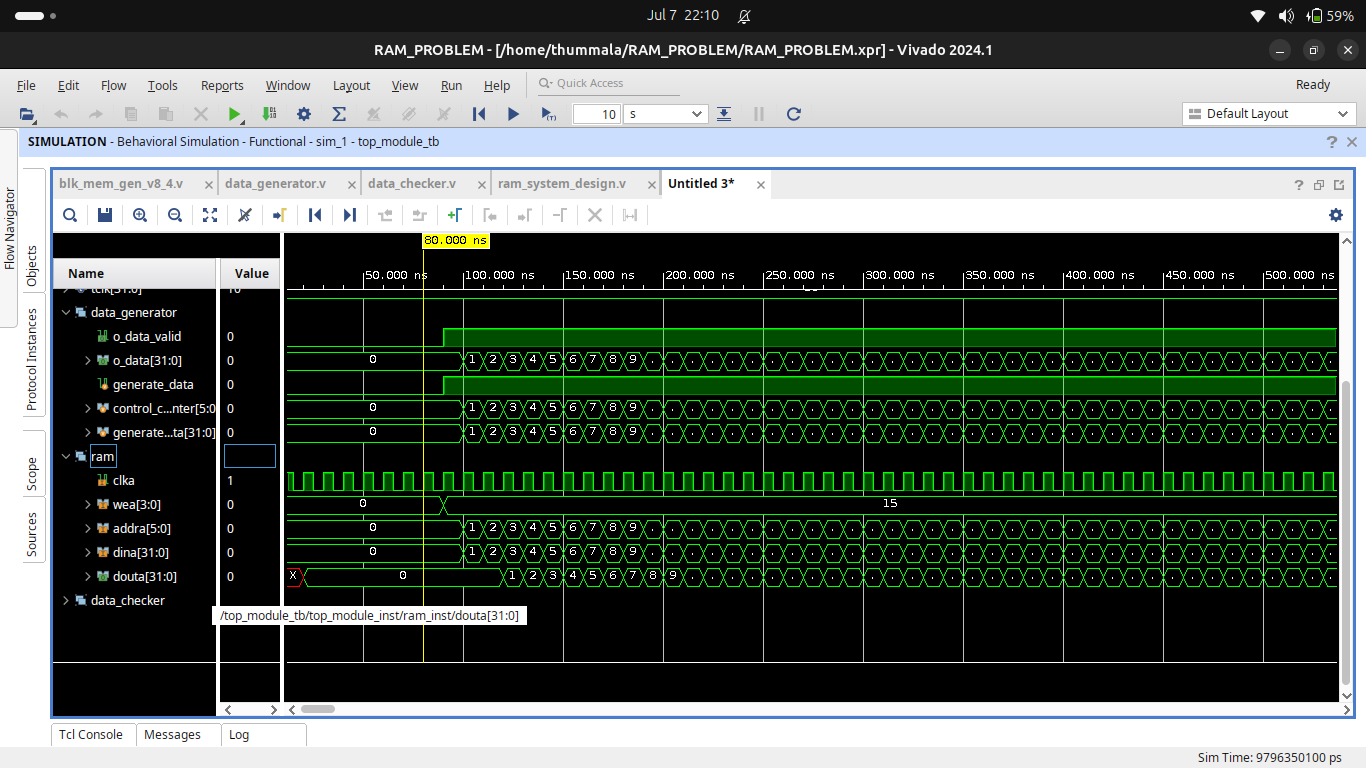 Jul 7 22:10
59%
RAM_PROBLEM - [/home/thummala/RAM_PROBLEM/RAM_PROBLEM.xpr] - Vivado 2024.1
File Edit Flow Tools Reports Window Layout View Run Help Quick Access Ready
10 s Default Layout
SIMULATION - Behavioral Simulation - Functional - sim_1 - top_module_tb
Flow Navigator
Objects
Protocol Instances
Scope
Sources
blk_mem_gen_v8_4.v data_generator.v data_checker.v ram_system_design.v Untitled 3*
80.000 ns
Name Value 50.000 ns 100.000 ns 150.000 ns 200.000 ns 250.000 ns 300.000 ns 350.000 ns 400.000 ns 450.000 ns 500.000 ns
data_generator
o_data_valid 0
o_data[31:0] 0 0 1 2 3 4 5 6 7 8 9
generate_data 0
control_c...nter[5:0 0 0 1 2 3 4 5 6 7 8 9
generate...ta[31:0] 0 0 1 2 3 4 5 6 7 8 9
ram
clka 1
wea[3:0] 0 0 15
addra[5:0] 0 0 1 2 3 4 5 6 7 8 9
dina[31:0] 0 0 1 2 3 4 5 6 7 8 9
douta[31:0] 0 X 0 1 2 3 4 5 6 7 8 9
data_checker
/top_module_tb/top_module_inst/ram_inst/douta[31:0]
Tcl Console Messages Log
Sim Time: 9796350100 ps